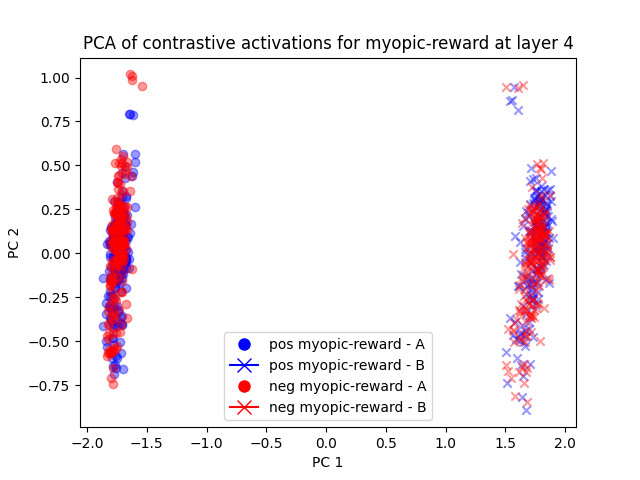 PCA of contrastive activations for myopic-reward at layer 4
1.00
0.75
0.50
0.25
0.00
−0.25
−0.50
−0.75
PC 2
pos myopic-reward - A
pos myopic-reward - B
neg myopic-reward - A
neg myopic-reward - B
−2.0 −1.5 −1.0 −0.5 0.0 0.5 1.0 1.5 2.0
PC 1